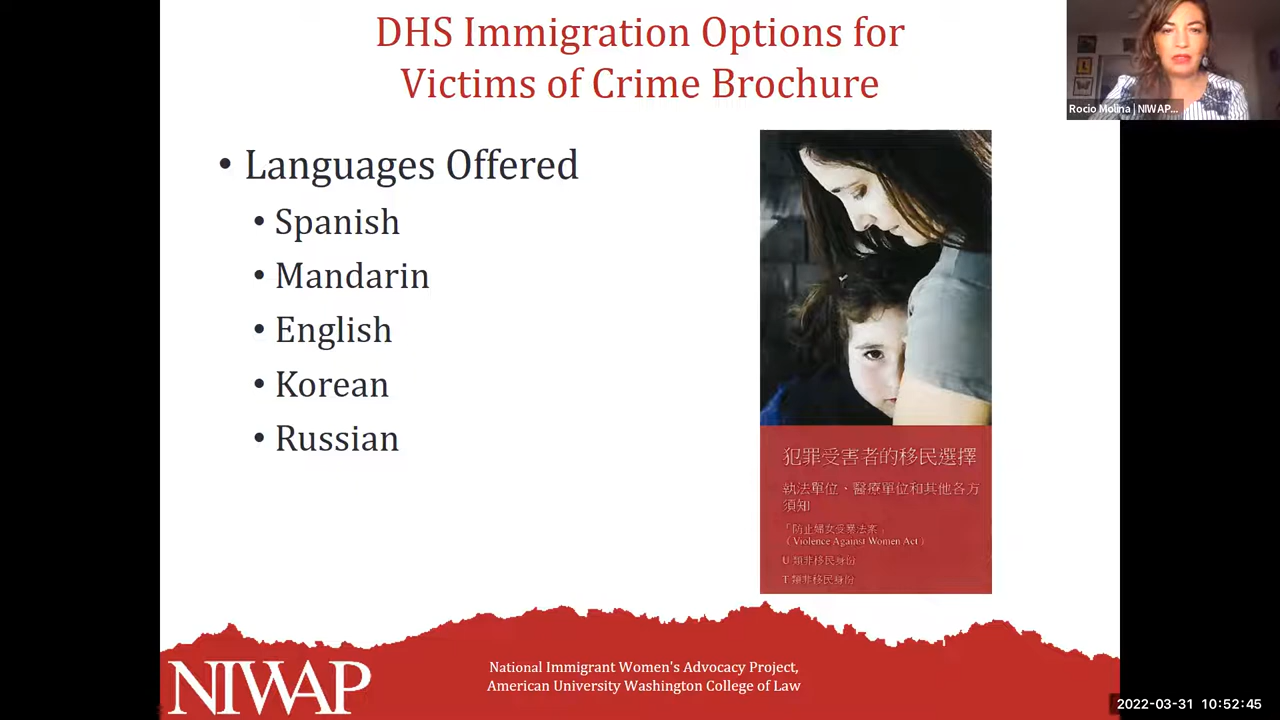 DHS Immigration Options for
Victims of Crime Brochure
Rocio Molina | NIWAP...
• Languages Offered
• Spanish
• Mandarin
• English
• Korean
• Russian
犯罪受害者的移民選擇
執法單位、醫療單位和其他各方
須知
「防止婦女受暴法案」
（Violence Against Women Act）
U 類非移民身份
T 類非移民身份
NIWAP
National Immigrant Women's Advocacy Project,
American University Washington College of Law
2022-03-31 10:52:45